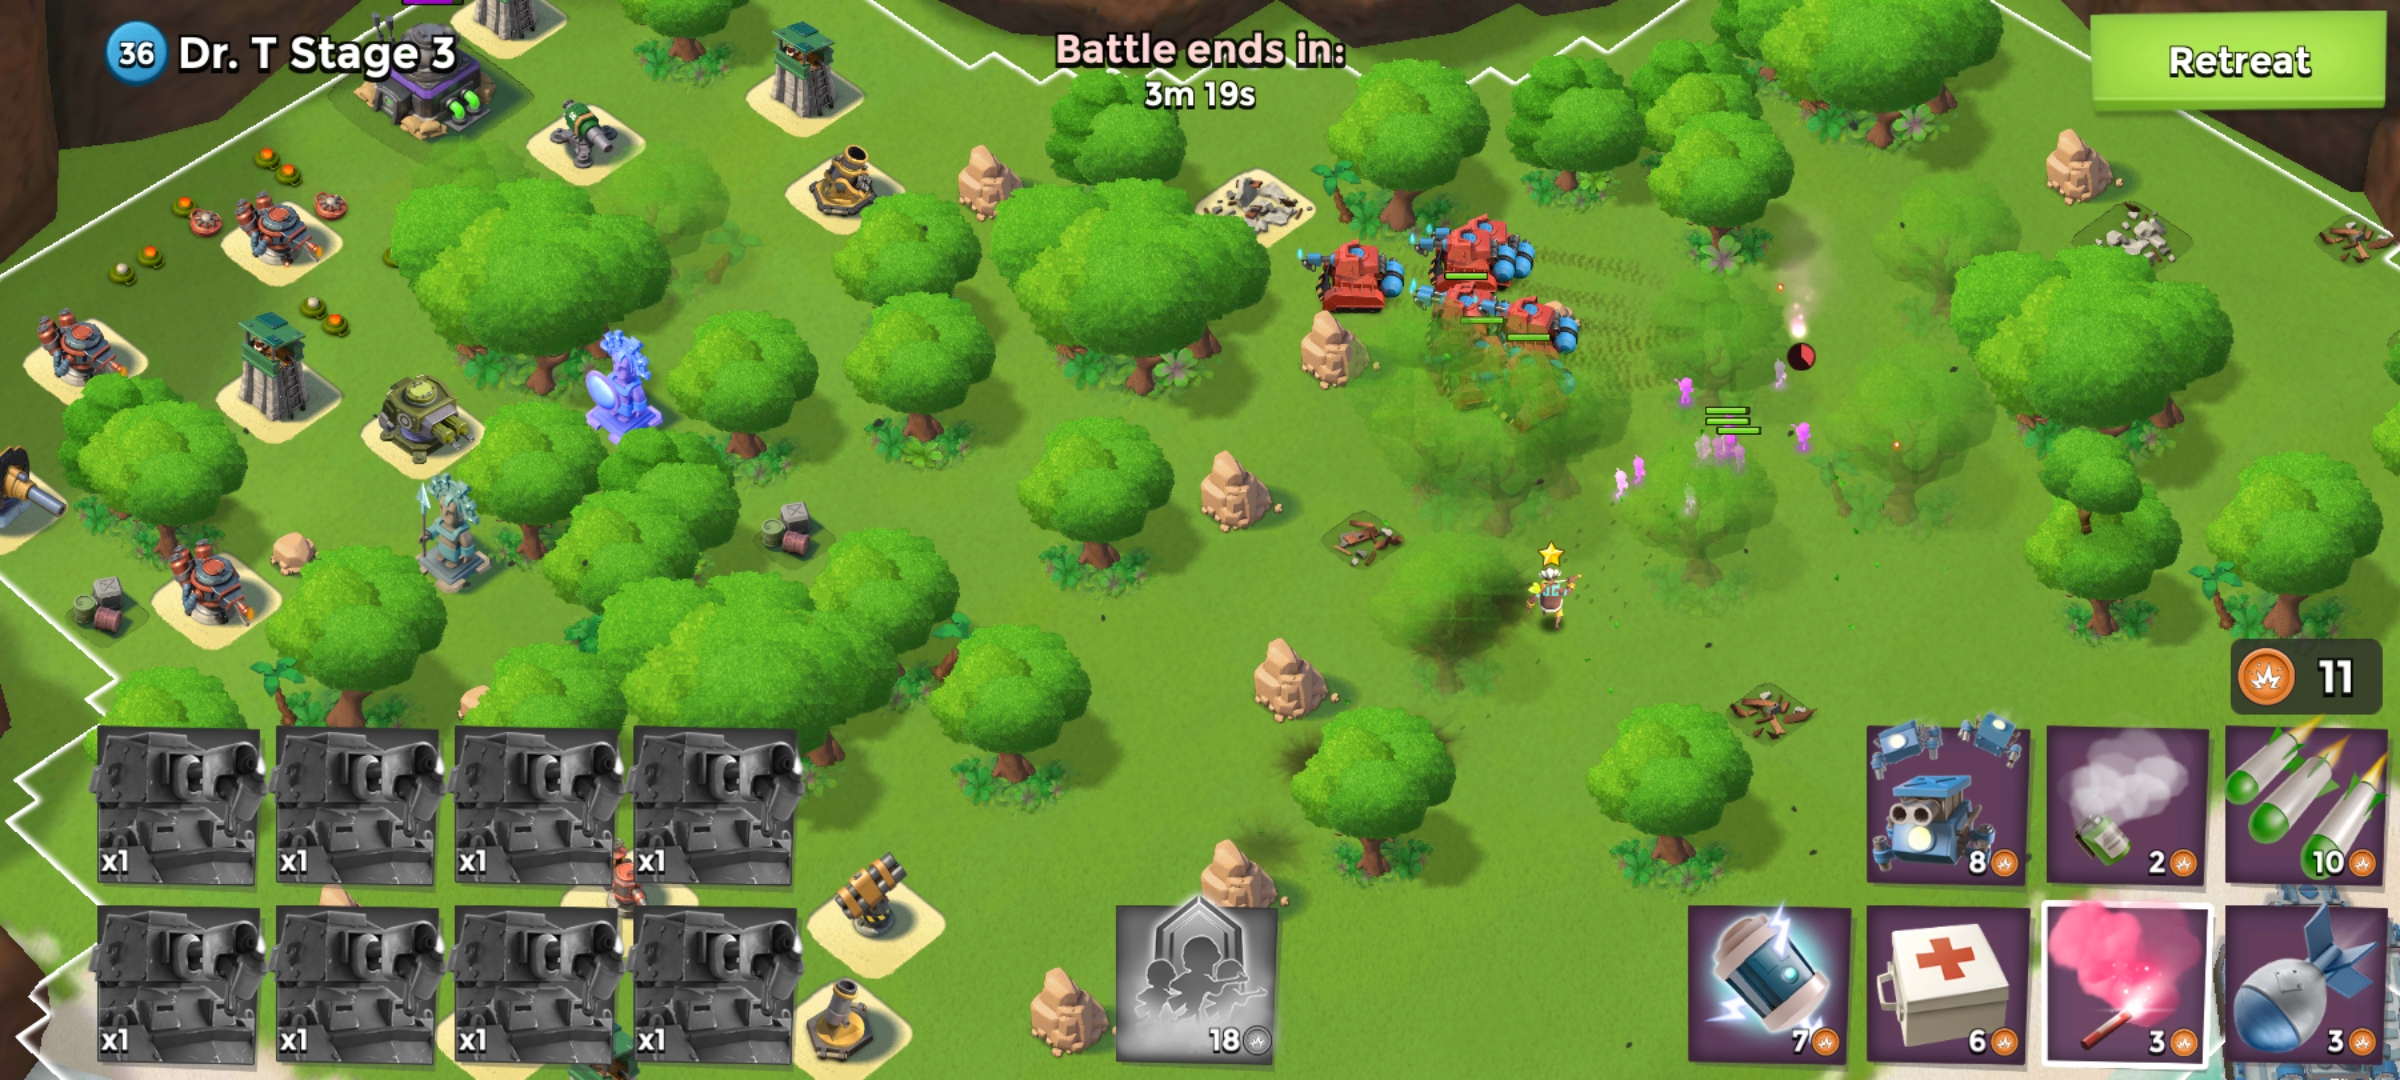 36 Dr. T Stage 3
Battle ends in:
3m 19s
Retreat
11
x1 x1 x1 x1
8 2 10
x1 x1 x1 x1
18
7 6 3 3